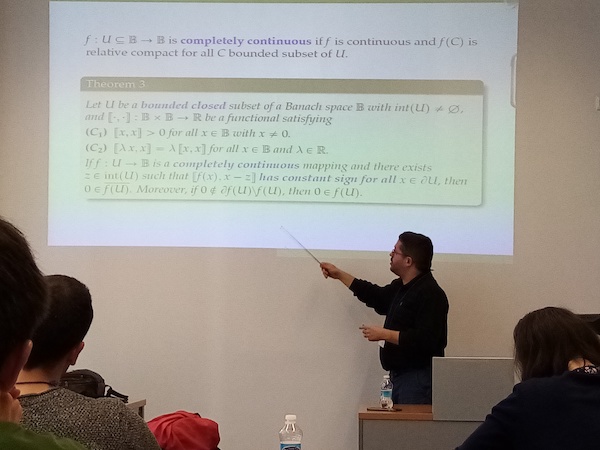 f : U ⊆ 𝔹 → 𝔹 is completely continuous if f is continuous and f(C) is
relative compact for all C bounded subset of U.
Theorem 3
Let U be a bounded closed subset of a Banach space 𝔹 with int(U) ≠ ∅,
and ⟦·,·⟧ : 𝔹 × 𝔹 → ℝ be a functional satisfying
(C₁) ⟦x, x⟧ > 0 for all x ∈ 𝔹 with x ≠ 0.
(C₂) ⟦λx, x⟧ = λ⟦x, x⟧ for all x ∈ 𝔹 and λ ∈ ℝ.
If f : U → 𝔹 is a completely continuous mapping and there exists
z ∈ int(U) such that ⟦f(x), x − z⟧ has constant sign for all x ∈ ∂U, then
0 ∈ f(U). Moreover, if 0 ∉ ∂f(U)\f(U), then 0 ∈ f(U).